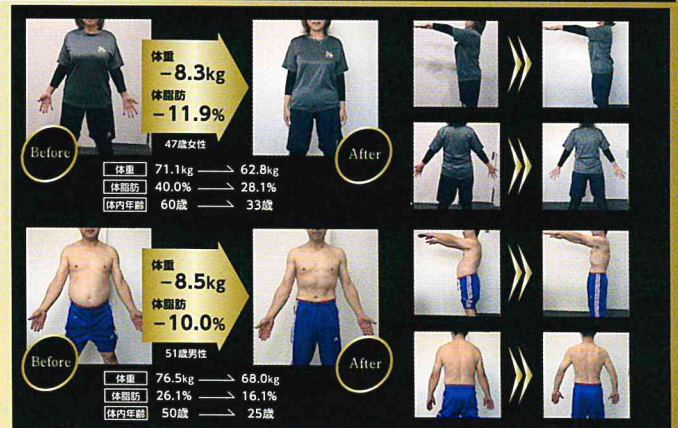 体重
−8.3kg
体脂肪
−11.9%
47歳女性
Before
After
体重 71.1kg 62.8kg
体脂肪 40.0% 28.1%
体内年齢 60歳 33歳
体重
−8.5kg
体脂肪
−10.0%
51歳男性
Before
After
体重 76.5kg 68.0kg
体脂肪 26.1% 16.1%
体内年齢 50歳 25歳